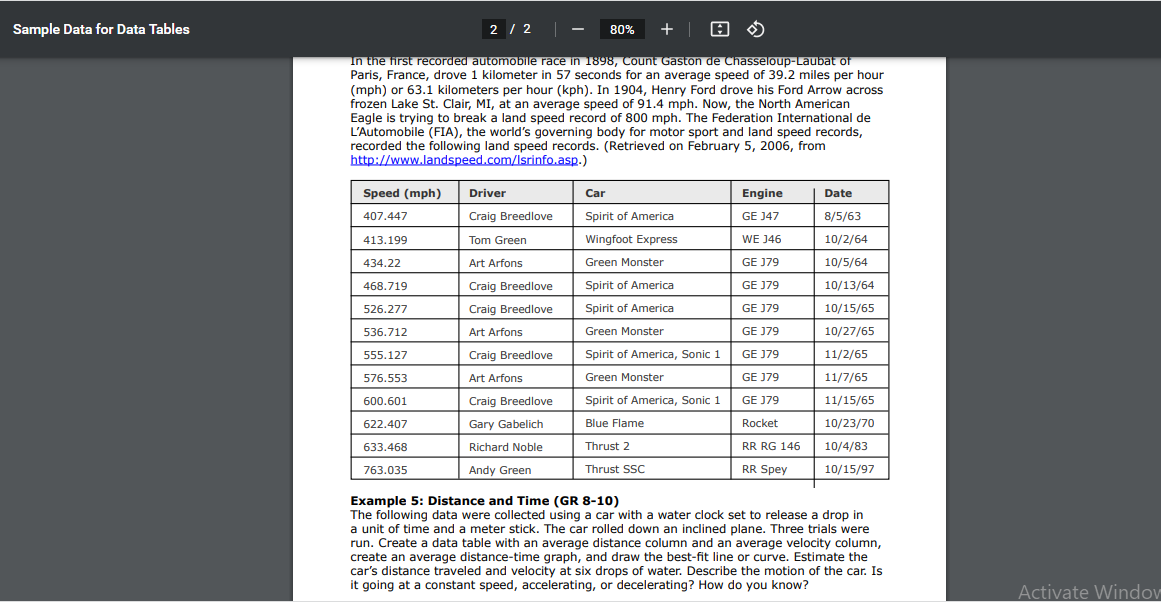 Sample Data for Data Tables
2 / 2
80%
In the first recorded automobile race in 1898, Count Gaston de Chasseloup-Laubat of
Paris, France, drove 1 kilometer in 57 seconds for an average speed of 39.2 miles per hour
(mph) or 63.1 kilometers per hour (kph). In 1904, Henry Ford drove his Ford Arrow across
frozen Lake St. Clair, MI, at an average speed of 91.4 mph. Now, the North American
Eagle is trying to break a land speed record of 800 mph. The Federation International de
L'Automobile (FIA), the world's governing body for motor sport and land speed records,
recorded the following land speed records. (Retrieved on February 5, 2006, from
http://www.landspeed.com/lsrinfo.asp.)
Speed (mph) Driver Car Engine Date
407.447 Craig Breedlove Spirit of America GE J47 8/5/63
413.199 Tom Green Wingfoot Express WE J46 10/2/64
434.22 Art Arfons Green Monster GE J79 10/5/64
468.719 Craig Breedlove Spirit of America GE J79 10/13/64
526.277 Craig Breedlove Spirit of America GE J79 10/15/65
536.712 Art Arfons Green Monster GE J79 10/27/65
555.127 Craig Breedlove Spirit of America, Sonic 1 GE J79 11/2/65
576.553 Art Arfons Green Monster GE J79 11/7/65
600.601 Craig Breedlove Spirit of America, Sonic 1 GE J79 11/15/65
622.407 Gary Gabelich Blue Flame Rocket 10/23/70
633.468 Richard Noble Thrust 2 RR RG 146 10/4/83
763.035 Andy Green Thrust SSC RR Spey 10/15/97
Example 5: Distance and Time (GR 8-10)
The following data were collected using a car with a water clock set to release a drop in
a unit of time and a meter stick. The car rolled down an inclined plane. Three trials were
run. Create a data table with an average distance column and an average velocity column,
create an average distance-time graph, and draw the best-fit line or curve. Estimate the
car's distance traveled and velocity at six drops of water. Describe the motion of the car. Is
it going at a constant speed, accelerating, or decelerating? How do you know?
Activate Window